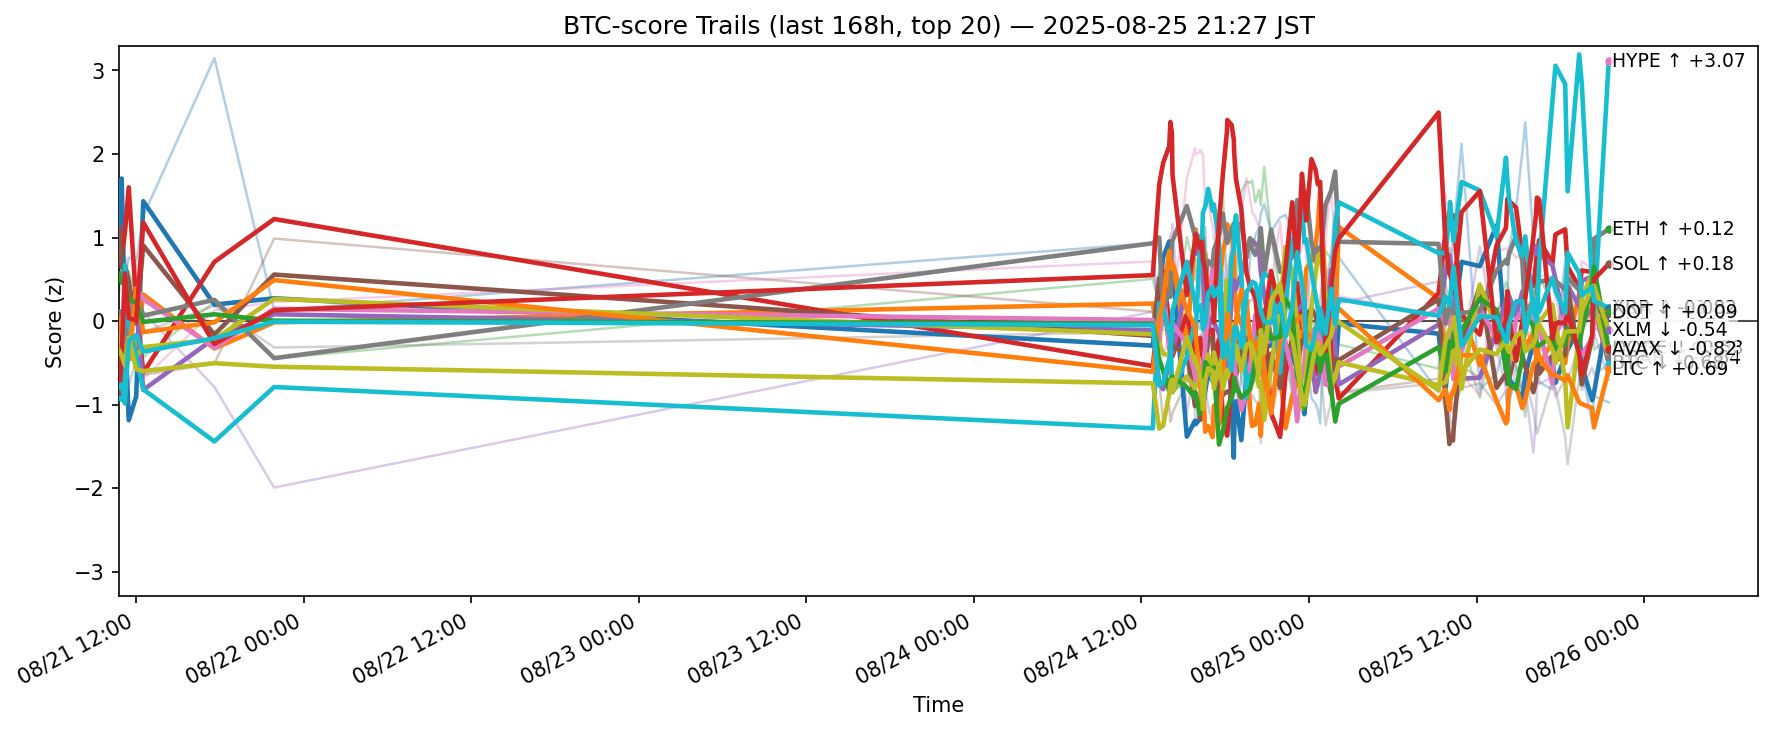 BTC-score Trails (last 168h, top 20) — 2025-08-25 21:27 JST
3
2
1
0
−1
−2
−3
Score (z)
HYPE ↑ +3.07
ETH ↑ +0.12
SOL ↑ +0.18
DOT ↑ +0.09
XLM ↓ -0.54
AVAX ↓ -0.82
LTC ↑ +0.69
08/21 12:00
08/22 00:00
08/22 12:00
08/23 00:00
08/23 12:00
08/24 00:00
08/24 12:00
08/25 00:00
08/25 12:00
08/26 00:00
Time